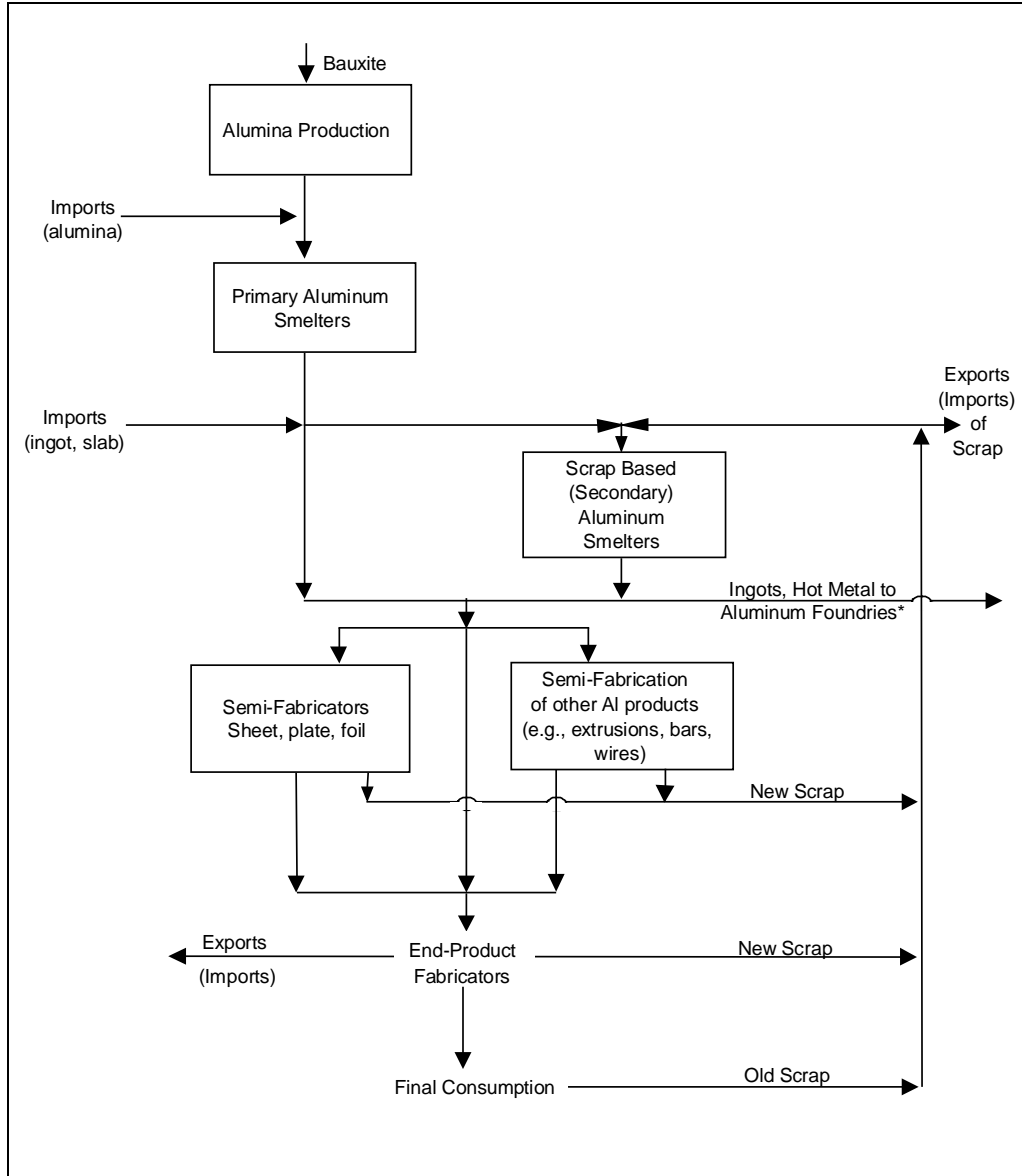 Bauxite
Alumina Production
Imports
(alumina)
Primary Aluminum
Smelters
Imports
(ingot, slab)
Exports
(Imports)
of
Scrap
Scrap Based
(Secondary)
Aluminum
Smelters
Ingots, Hot Metal to
Aluminum Foundries*
Semi-Fabricators
Sheet, plate, foil
Semi-Fabrication
of other Al products
(e.g., extrusions, bars,
wires)
New Scrap
Exports
(Imports)
End-Product
Fabricators
New Scrap
Final Consumption
Old Scrap